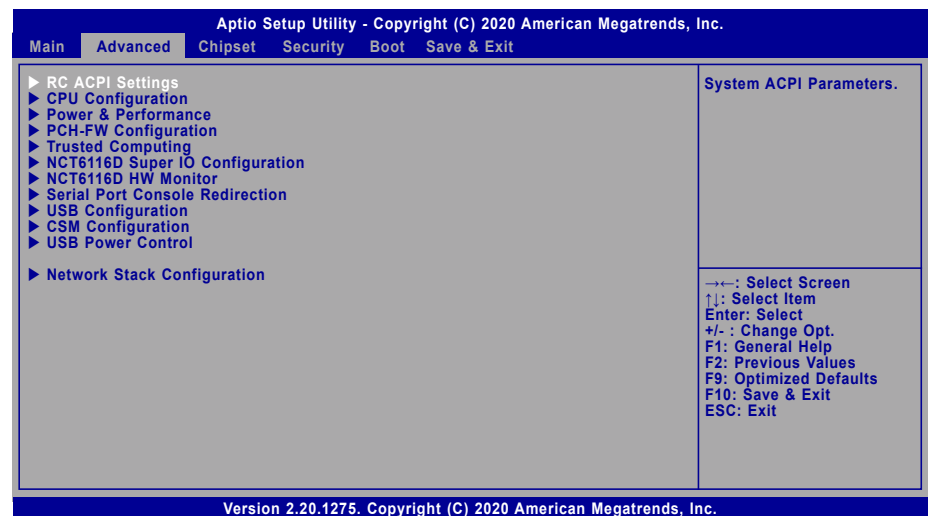 Aptio Setup Utility - Copyright (C) 2020 American Megatrends, Inc.
Main Advanced Chipset Security Boot Save & Exit
▶ RC ACPI Settings
▶ CPU Configuration
▶ Power & Performance
▶ PCH-FW Configuration
▶ Trusted Computing
▶ NCT6116D Super IO Configuration
▶ NCT6116D HW Monitor
▶ Serial Port Console Redirection
▶ USB Configuration
▶ CSM Configuration
▶ USB Power Control
▶ Network Stack Configuration
System ACPI Parameters.
→←: Select Screen
↑↓: Select Item
Enter: Select
+/- : Change Opt.
F1: General Help
F2: Previous Values
F9: Optimized Defaults
F10: Save & Exit
ESC: Exit
Version 2.20.1275. Copyright (C) 2020 American Megatrends, Inc.